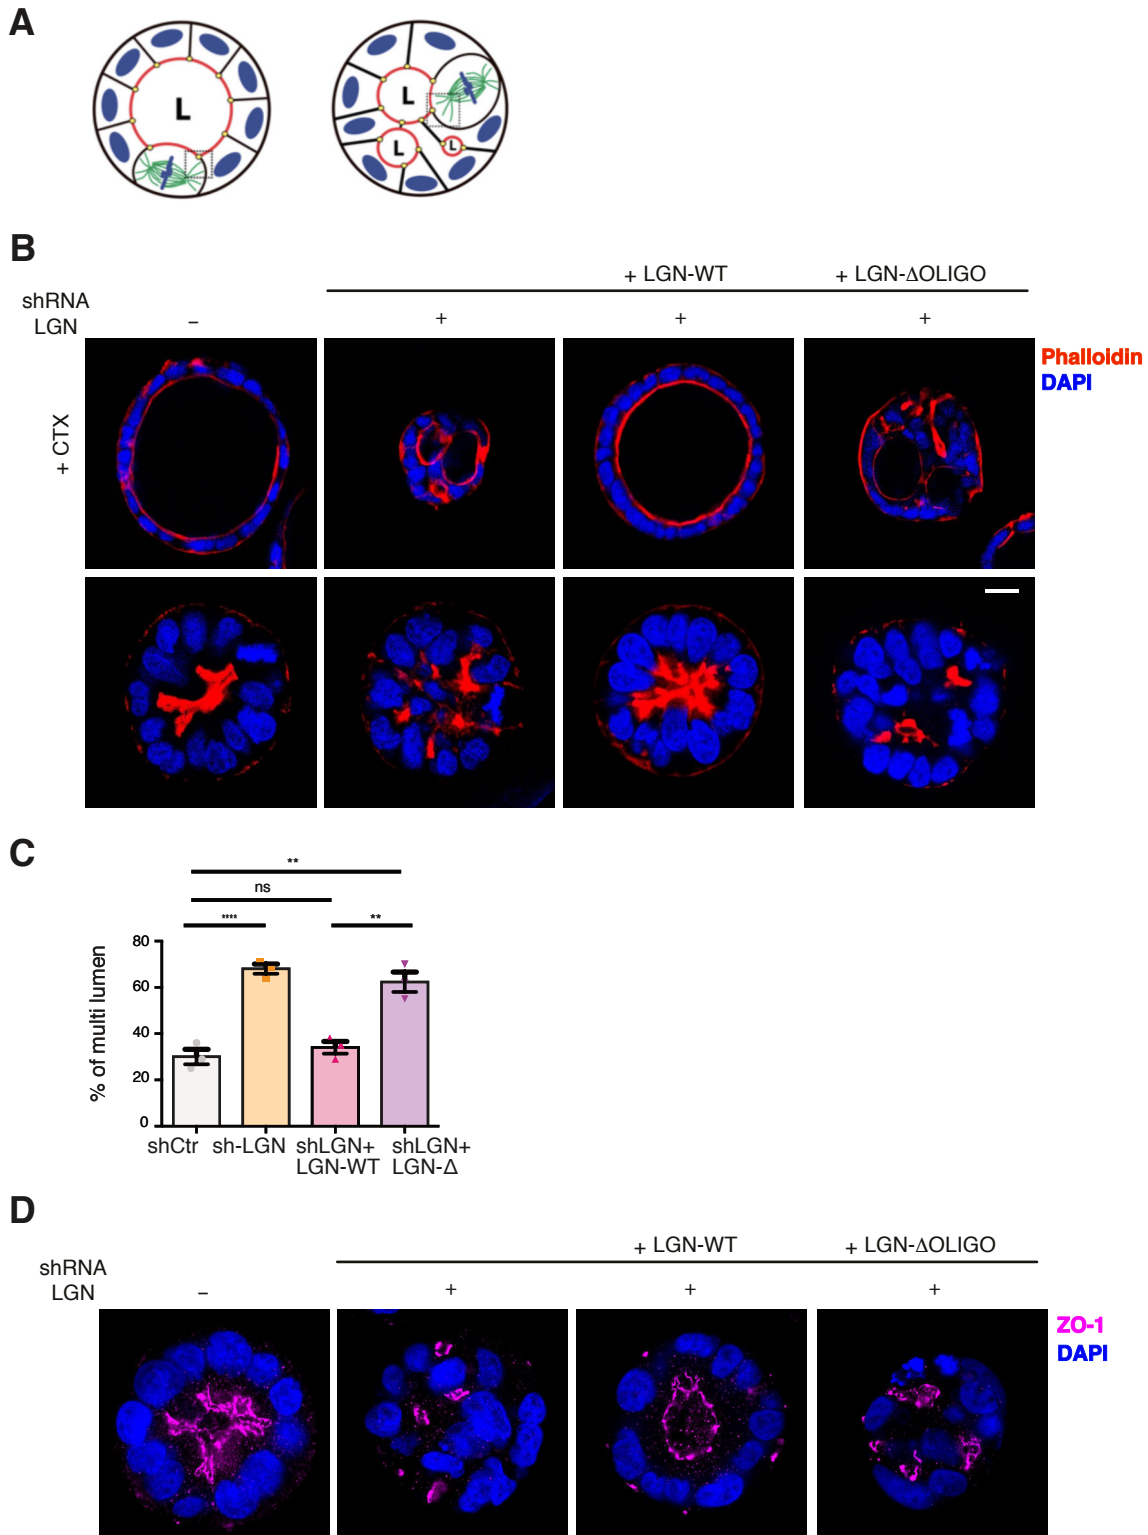 A
L
L
L
L
B
+ LGN-WT
+ LGN-ΔOLIGO
shRNA
LGN
–
+
+
+
Phalloidin
DAPI
+ CTX
C
**
ns
****
**
80
60
40
20
0
% of multi lumen
shCtr
sh-LGN
shLGN+
LGN-WT
shLGN+
LGN-Δ
D
+ LGN-WT
+ LGN-ΔOLIGO
shRNA
LGN
–
+
+
+
ZO-1
DAPI